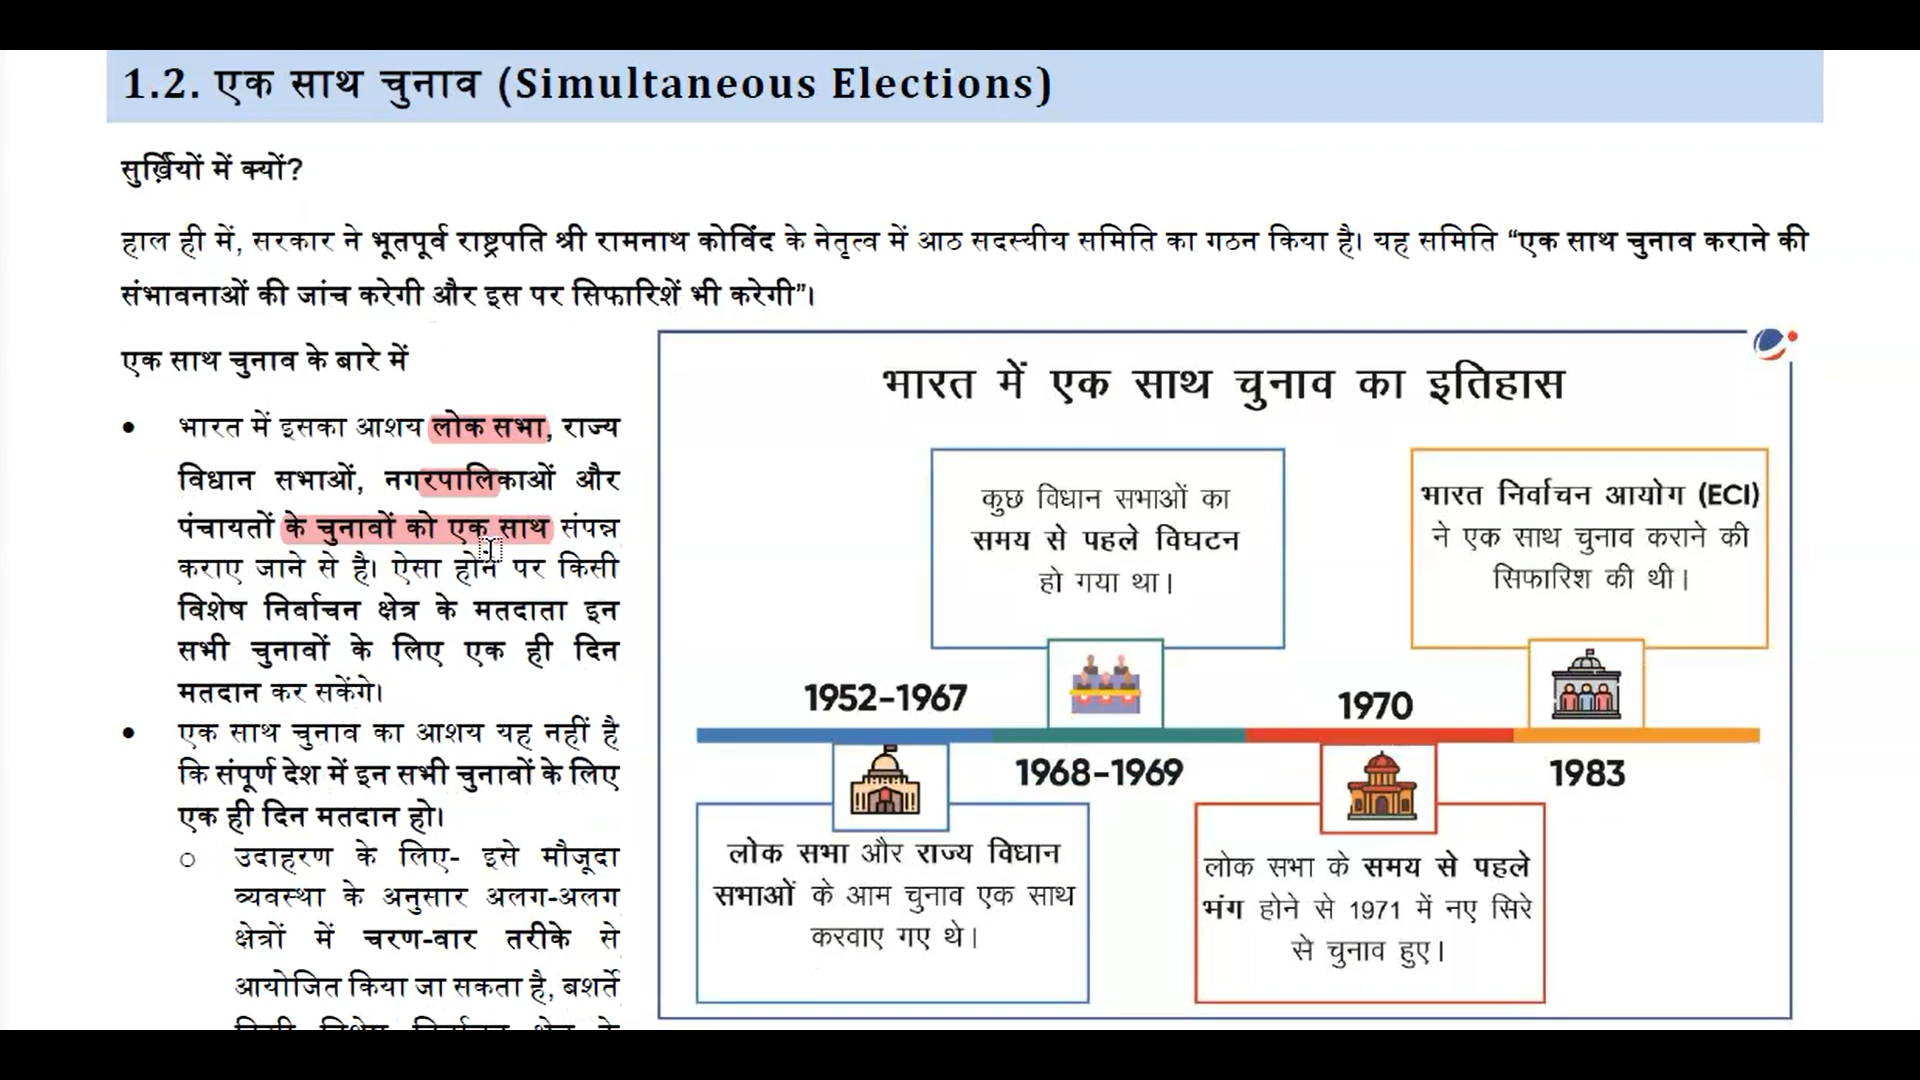 1.2. एक साथ चुनाव (Simultaneous Elections)
सुर्ख़ियों में क्यों?
हाल ही में, सरकार ने भूतपूर्व राष्ट्रपति श्री रामनाथ कोविंद के नेतृत्व में आठ सदस्यीय समिति का गठन किया है। यह समिति “एक साथ चुनाव कराने की
संभावनाओं की जांच करेगी और इस पर सिफारिशें भी करेगी”।
एक साथ चुनाव के बारे में
• भारत में इसका आशय लोक सभा, राज्य
विधान सभाओं, नगरपालिकाओं और
पंचायतों के चुनावों को एक साथ संपन्न
कराए जाने से है। ऐसा होने पर किसी
विशेष निर्वाचन क्षेत्र के मतदाता इन
सभी चुनावों के लिए एक ही दिन
मतदान कर सकेंगे।
• एक साथ चुनाव का आशय यह नहीं है
कि संपूर्ण देश में इन सभी चुनावों के लिए
एक ही दिन मतदान हो।
○ उदाहरण के लिए- इसे मौजूदा
व्यवस्था के अनुसार अलग-अलग
क्षेत्रों में चरण-वार तरीके से
आयोजित किया जा सकता है, बशर्ते
भारत में एक साथ चुनाव का इतिहास
कुछ विधान सभाओं का
समय से पहले विघटन
हो गया था।
भारत निर्वाचन आयोग (ECI)
ने एक साथ चुनाव कराने की
सिफारिश की थी।
1952-1967
1970
1968-1969
1983
लोक सभा और राज्य विधान
सभाओं के आम चुनाव एक साथ
करवाए गए थे।
लोक सभा के समय से पहले
भंग होने से 1971 में नए सिरे
से चुनाव हुए।